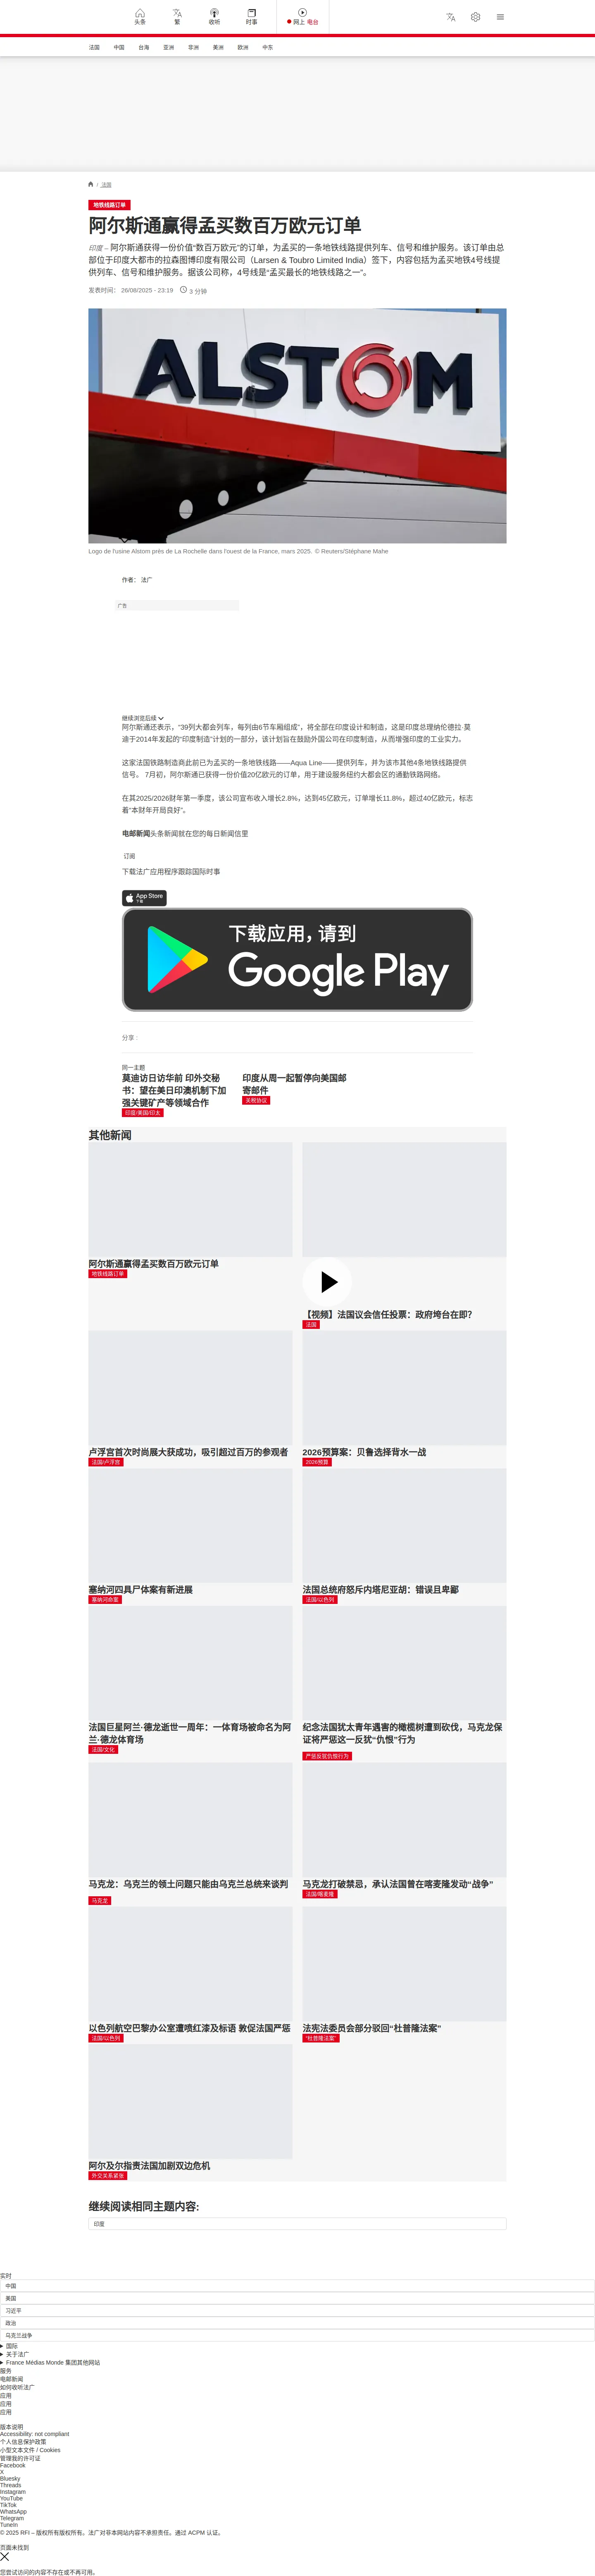 头条
繁
收听
时事
网上 电台
法国
中国
台海
亚洲
非洲
美洲
欧洲
中东
/ 法国
地铁线路订单
阿尔斯通赢得孟买数百万欧元订单
印度 – 阿尔斯通获得一份价值“数百万欧元”的订单，为孟买的一条地铁线路提供列车、信号和维护服务。该订单由总
部位于印度大都市的拉森图博印度有限公司（Larsen & Toubro Limited India）签下，内容包括为孟买地铁4号线提
供列车、信号和维护服务。据该公司称，4号线是“孟买最长的地铁线路之一”。
发表时间： 26/08/2025 - 23:19 3 分钟
ALSTOM
Logo de l'usine Alstom près de La Rochelle dans l'ouest de la France, mars 2025. © Reuters/Stéphane Mahe
作者： 法广
广告
继续浏览后续
阿尔斯通还表示，“39列大都会列车，每列由6节车厢组成”，将全部在印度设计和制造，这是印度总理纳伦德拉·莫
迪于2014年发起的“印度制造”计划的一部分，该计划旨在鼓励外国公司在印度制造，从而增强印度的工业实力。
这家法国铁路制造商此前已为孟买的一条地铁线路——Aqua Line——提供列车，并为该市其他4条地铁线路提供
信号。 7月初，阿尔斯通已获得一份价值20亿欧元的订单，用于建设服务纽约大都会区的通勤铁路网络。
在其2025/2026财年第一季度，该公司宣布收入增长2.8%，达到45亿欧元，订单增长11.8%，超过40亿欧元，标志
着“本财年开局良好”。
电邮新闻头条新闻就在您的每日新闻信里
订阅
下载法广应用程序跟踪国际时事
App Store
下载
下载应用，请到
Google Play
分享 :
同一主题
莫迪访日访华前 印外交秘
书：望在美日印澳机制下加
强关键矿产等领域合作
印度/美国/印太
印度从周一起暂停向美国邮
寄邮件
关税协议
其他新闻
阿尔斯通赢得孟买数百万欧元订单
地铁线路订单
【视频】法国议会信任投票：政府垮台在即？
法国
卢浮宫首次时尚展大获成功，吸引超过百万的参观者
法国/卢浮宫
2026预算案：贝鲁选择背水一战
2026预算
塞纳河四具尸体案有新进展
塞纳河命案
法国总统府怒斥内塔尼亚胡：错误且卑鄙
法国/以色列
法国巨星阿兰·德龙逝世一周年：一体育场被命名为阿
兰·德龙体育场
法国/文化
纪念法国犹太青年遇害的橄榄树遭到砍伐，马克龙保
证将严惩这一反犹“仇恨”行为
严惩反犹仇恨行为
马克龙：乌克兰的领土问题只能由乌克兰总统来谈判
马克龙
马克龙打破禁忌，承认法国曾在喀麦隆发动“战争”
法国/喀麦隆
以色列航空巴黎办公室遭喷红漆及标语 敦促法国严惩
法国/以色列
法宪法委员会部分驳回“杜普隆法案”
“杜普隆法案”
阿尔及尔指责法国加剧双边危机
外交关系紧张
继续阅读相同主题内容:
印度
实时
中国
美国
习近平
政治
乌克兰战争
国际
关于法广
France Médias Monde 集团其他网站
服务
电邮新闻
如何收听法广
应用
应用
应用
版本说明
Accessibility: not compliant
个人信息保护政策
小型文本文件 / Cookies
管理我的许可证
Facebook
X
Bluesky
Threads
Instagram
YouTube
TikTok
WhatsApp
Telegram
TuneIn
© 2025 RFI – 版权所有版权所有。法广对非本网站内容不承担责任。通过 ACPM 认证。
页面未找到
您尝试访问的内容不存在或不再可用。